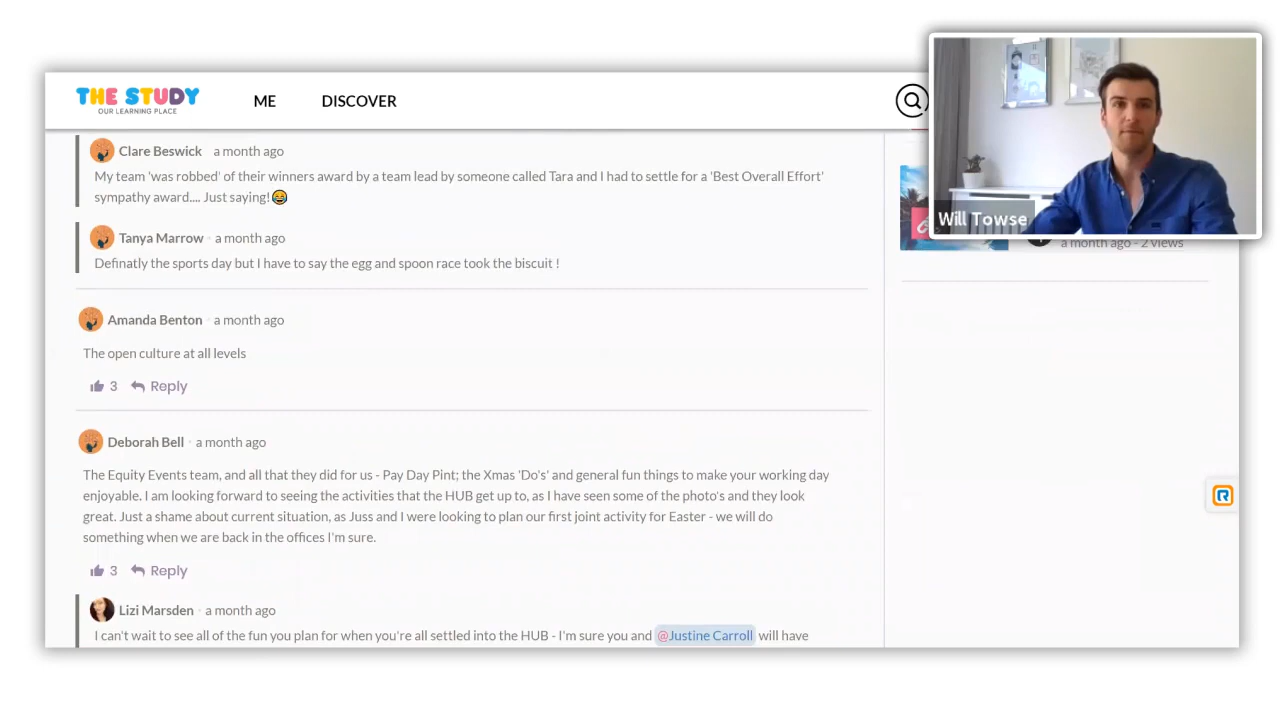 THE STUDY
OUR LEARNING PLACE
ME
DISCOVER
Clare Beswick a month ago
My team 'was robbed' of their winners award by a team lead by someone called Tara and I had to settle for a 'Best Overall Effort'
sympathy award.... Just saying!😂
Tanya Marrow · a month ago
Definatly the sports day but I have to say the egg and spoon race took the biscuit !
Amanda Benton · a month ago
The open culture at all levels
3 Reply
Deborah Bell · a month ago
The Equity Events team, and all that they did for us - Pay Day Pint; the Xmas 'Do's' and general fun things to make your working day
enjoyable. I am looking forward to seeing the activities that the HUB get up to, as I have seen some of the photo's and they look
great. Just a shame about current situation, as Juss and I were looking to plan our first joint activity for Easter - we will do
something when we are back in the offices I'm sure.
3 Reply
Lizi Marsden · a month ago
I can't wait to see all of the fun you plan for when you're all settled into the HUB - I'm sure you and @Justine Carroll will have
Will Towse
a month ago - 2 views
R